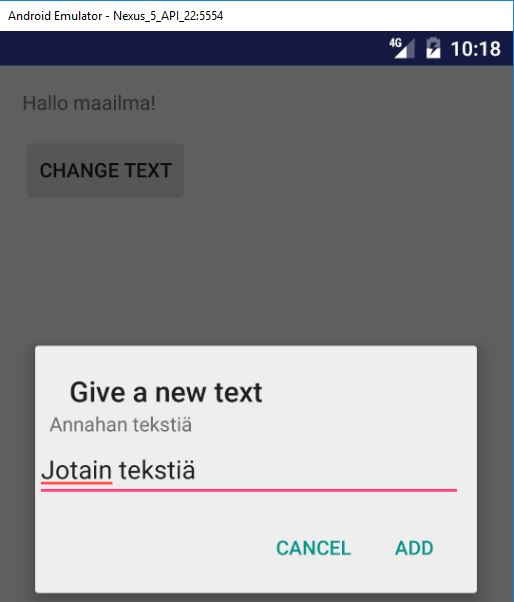 Android Emulator - Nexus_5_API_22:5554
4G 10:18
Hallo maailma!
CHANGE TEXT
Give a new text
Annahan tekstiä
Jotain tekstiä
CANCEL ADD